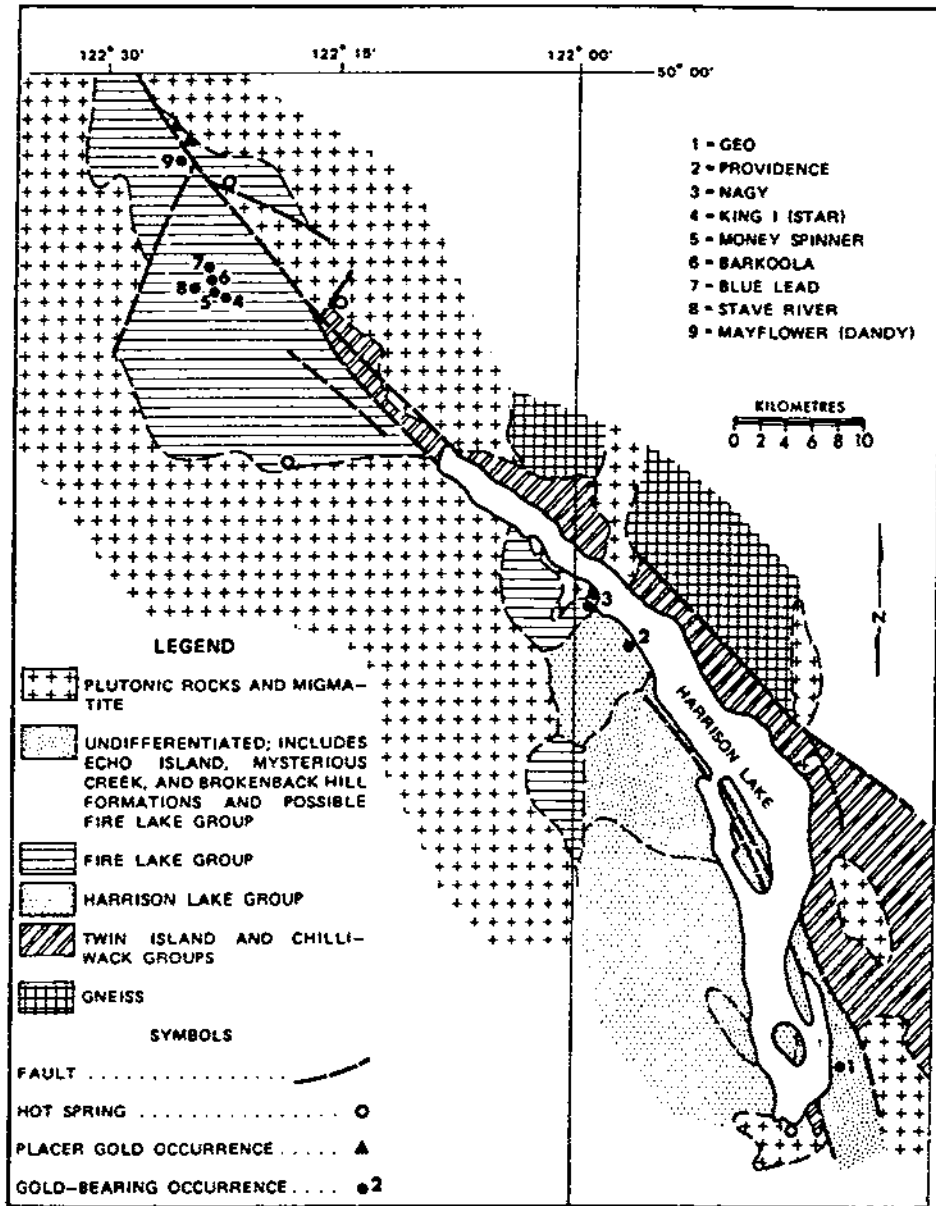 122° 30'
122° 15'
122° 00'
50° 00'
1 = GEO
2 = PROVIDENCE
3 = NAGY
4 = KING I (STAR)
5 = MONEY SPINNER
6 = BARKOOLA
7 = BLUE LEAD
8 = STAVE RIVER
9 = MAYFLOWER (DANDY)
KILOMETRES
0 2 4 6 8 10
9
7
6
8
5
4
3
2
N
HARRISON LAKE
1
LEGEND
PLUTONIC ROCKS AND MIGMA-
TITE
UNDIFFERENTIATED; INCLUDES
ECHO ISLAND, MYSTERIOUS
CREEK, AND BROKENBACK HILL
FORMATIONS AND POSSIBLE
FIRE LAKE GROUP
FIRE LAKE GROUP
HARRISON LAKE GROUP
TWIN ISLAND AND CHILLI-
WACK GROUPS
GNEISS
SYMBOLS
FAULT . . . . . . . . . . . . . .
HOT SPRING . . . . . . . . . . . . . . . .
PLACER GOLD OCCURRENCE . . . . .
GOLD-BEARING OCCURRENCE . . . . 2